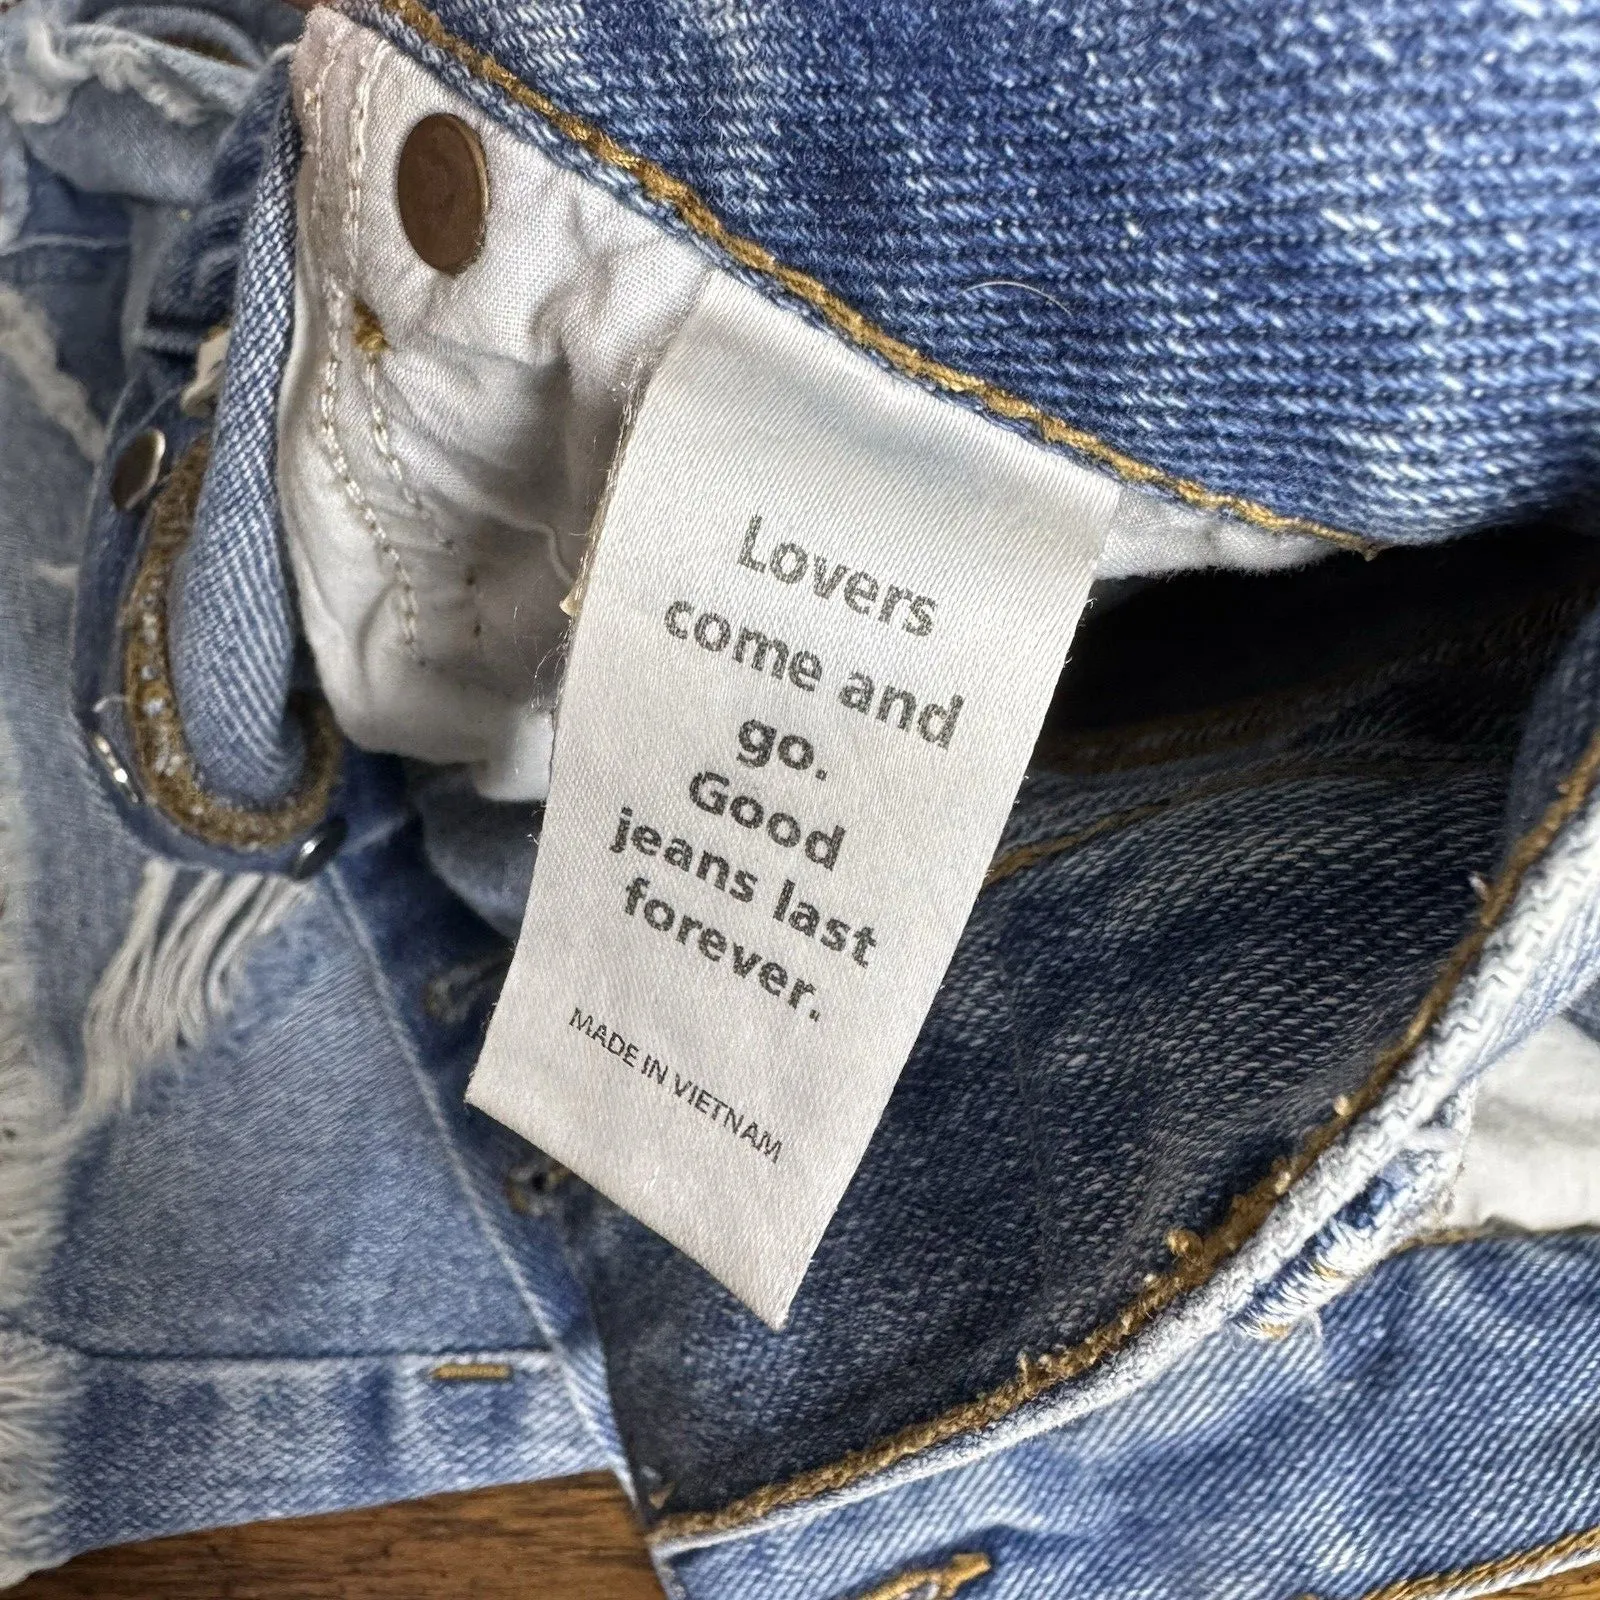 Lovers
come and
go.
Good
jeans last
forever.
MADE IN VIETNAM